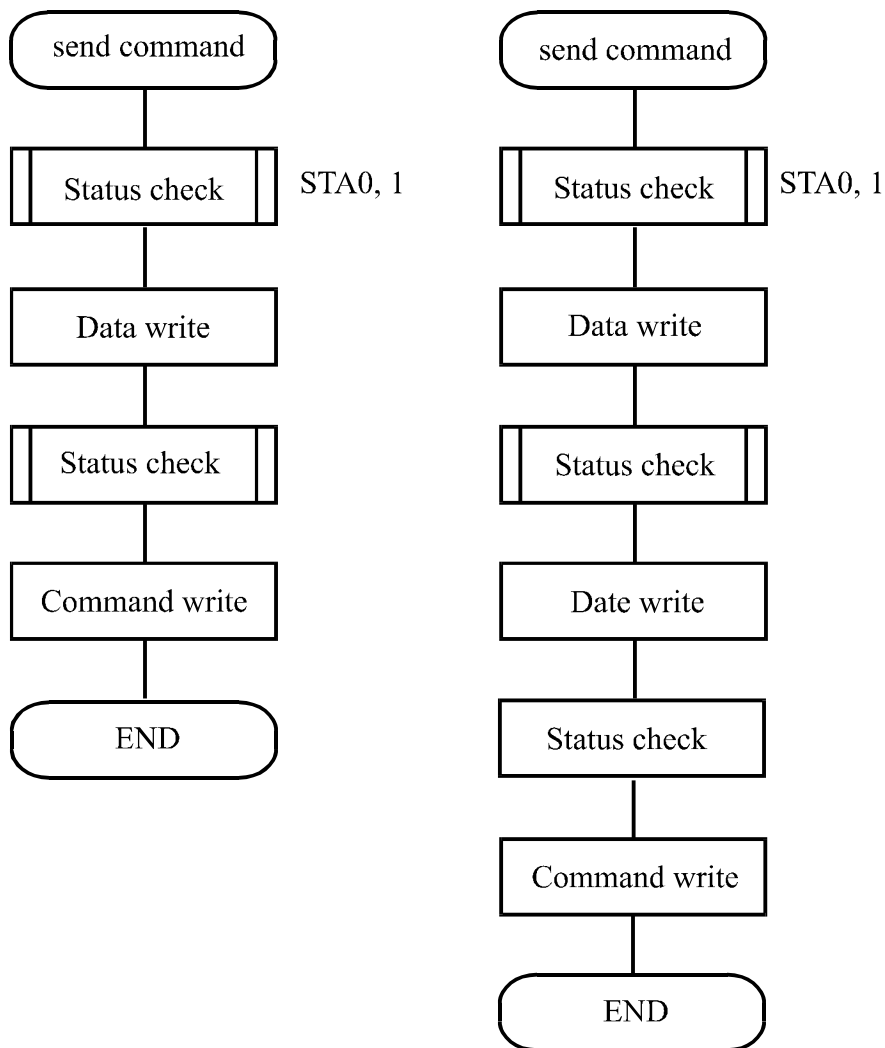 send command
Status check
STA0, 1
Data write
Status check
Command write
END
send command
Status check
STA0, 1
Data write
Status check
Date write
Status check
Command write
END